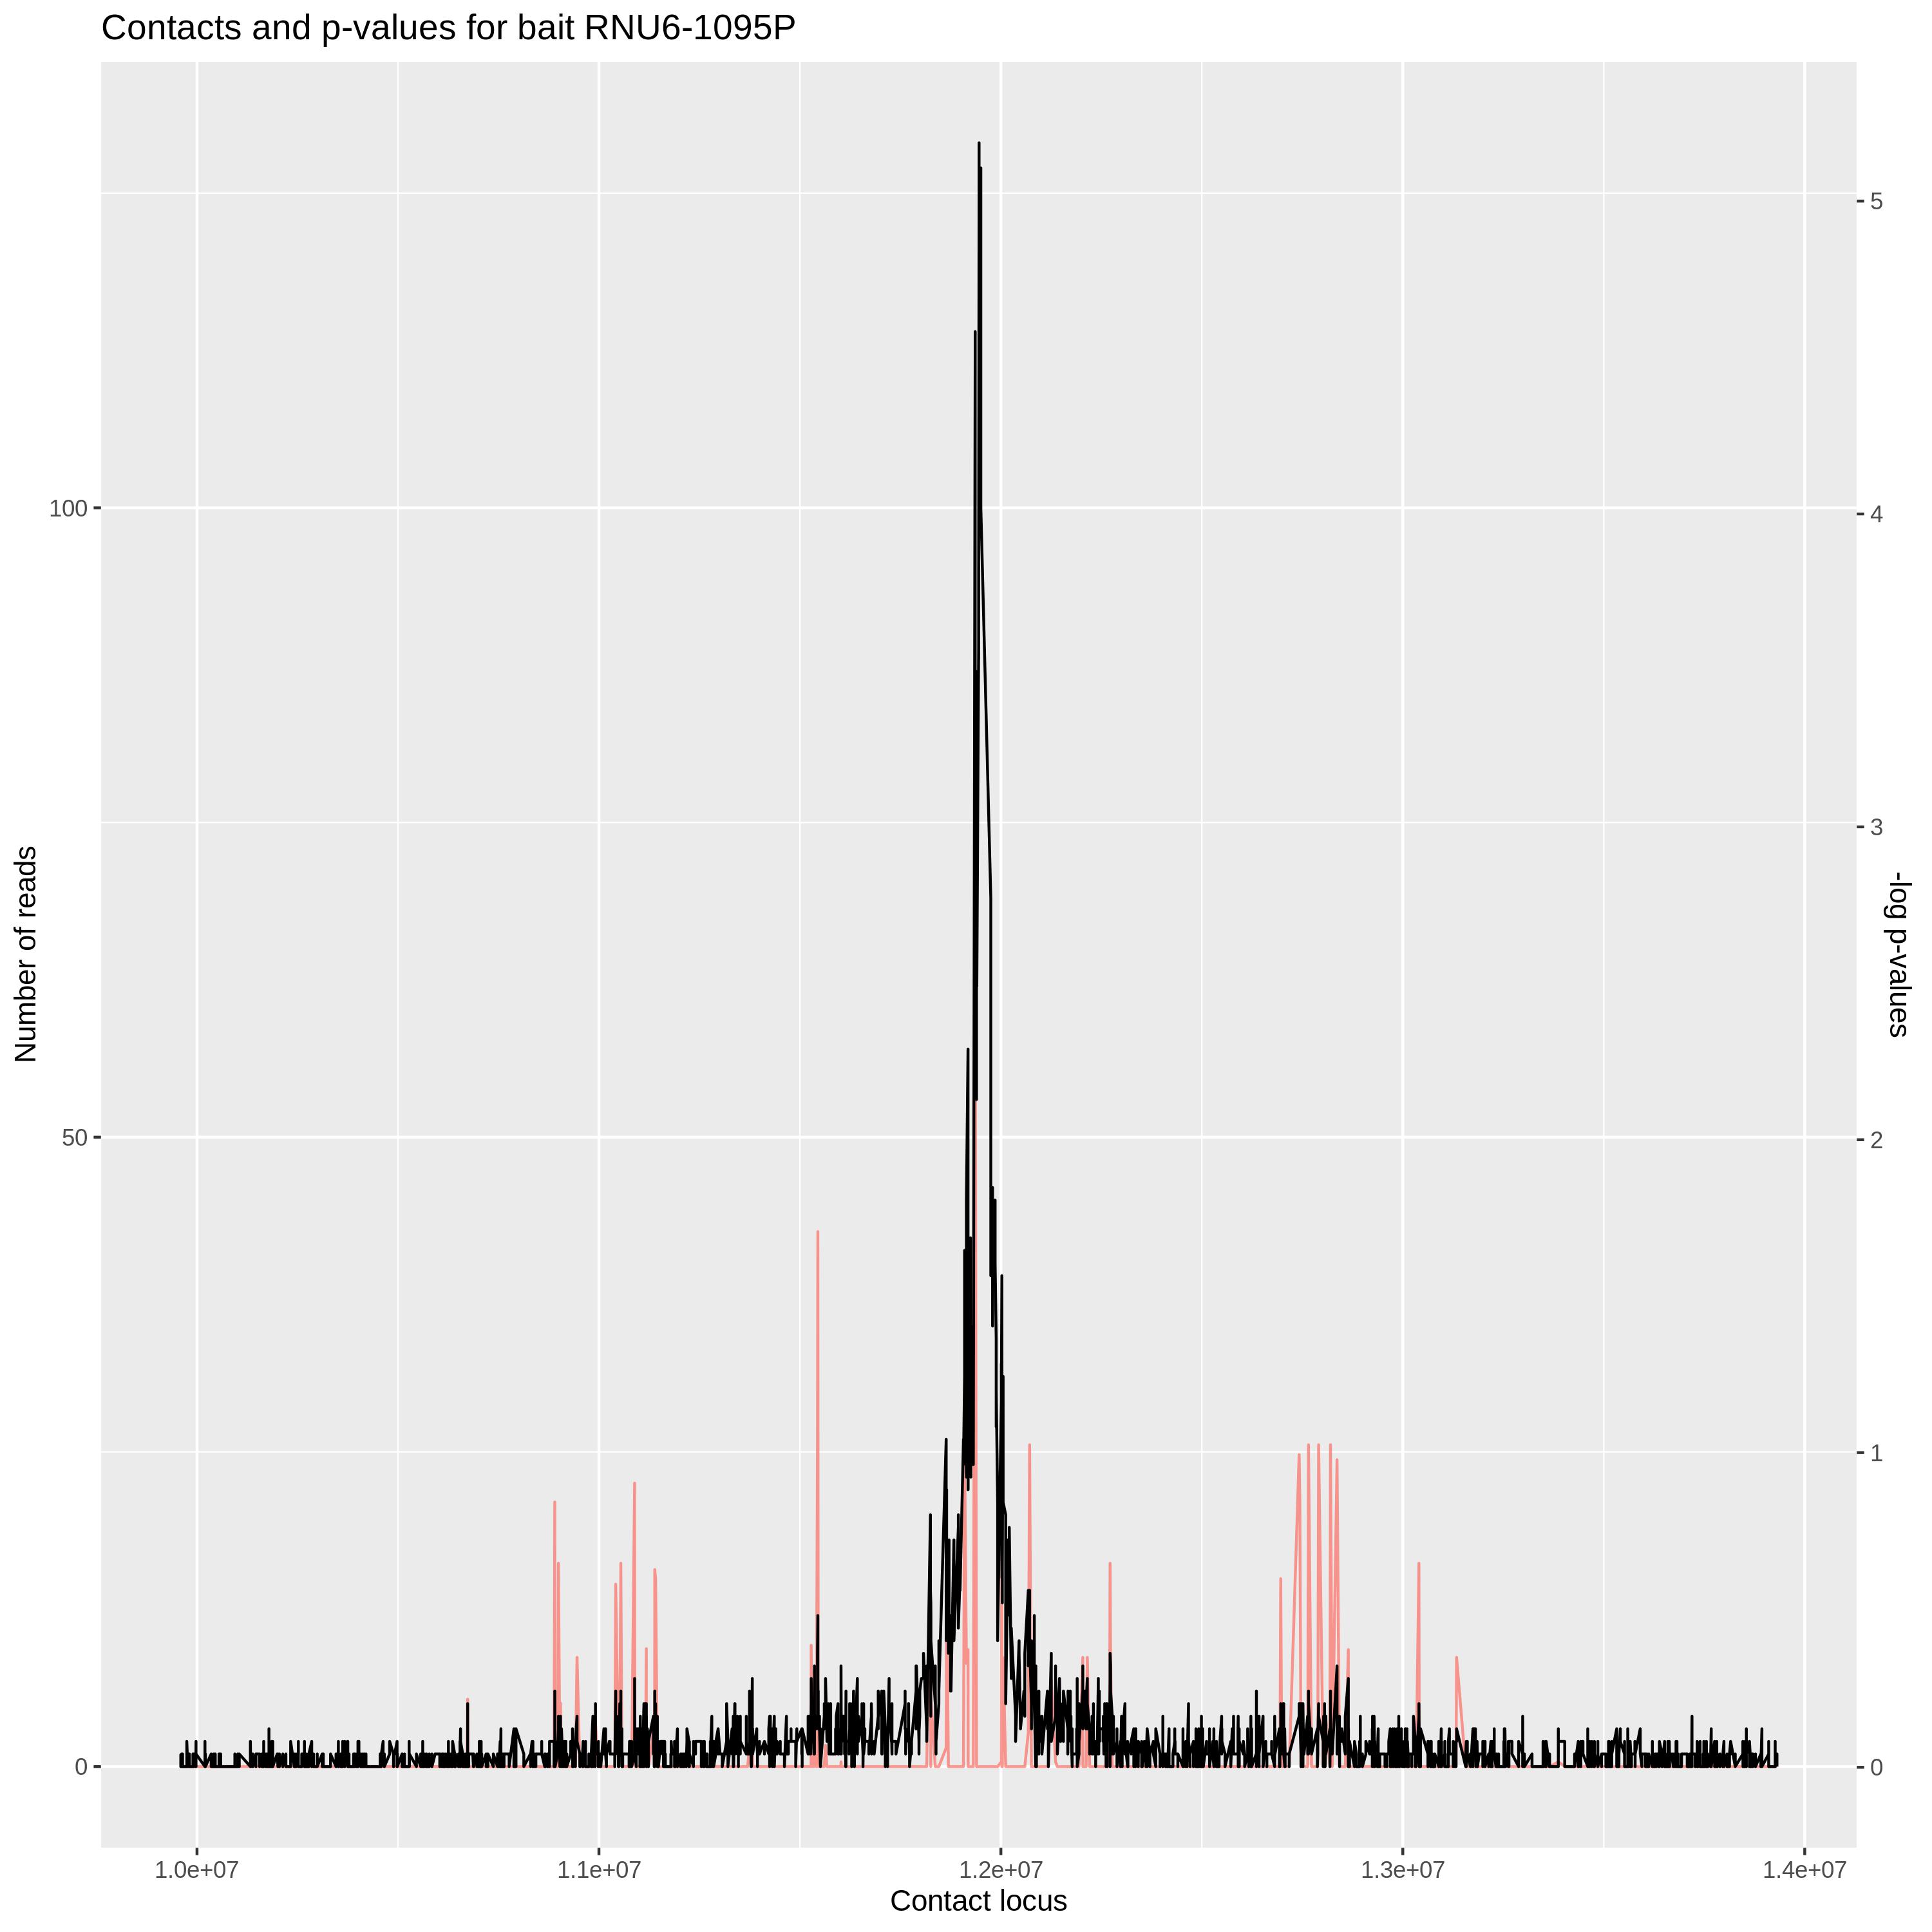 Contacts and p-values for bait RNU6-1095P
Number of reads
100
50
0
5
4
3
2
1
0
-log p-values
1.0e+07
1.1e+07
1.2e+07
1.3e+07
1.4e+07
Contact locus